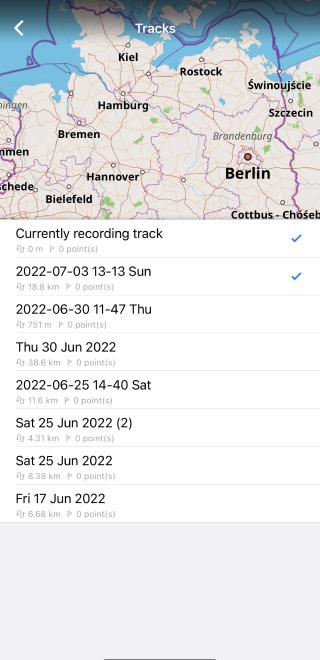 Tracks
Kiel
Rostock
Świnoujście
Hamburg
Szczecin
Bremen
Brandenburg
Hannover
Berlin
Bielefeld
Cottbus - Chóśeb
Currently recording track
0 m 0 point(s)
2022-07-03 13-13 Sun
18.8 km 0 point(s)
2022-06-30 11-47 Thu
751 m 0 point(s)
Thu 30 Jun 2022
38.6 km 0 point(s)
2022-06-25 14-40 Sat
11.6 km 0 point(s)
Sat 25 Jun 2022 (2)
4.31 km 0 point(s)
Sat 25 Jun 2022
8.38 km 0 point(s)
Fri 17 Jun 2022
6.68 km 0 point(s)